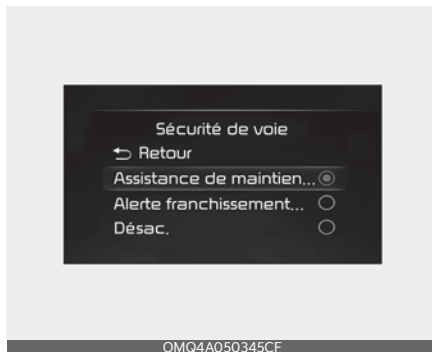 Sécurité de voie
Retour
Assistance de maintien...
Alerte franchissement...
Désac.
OMQ4A050345CF